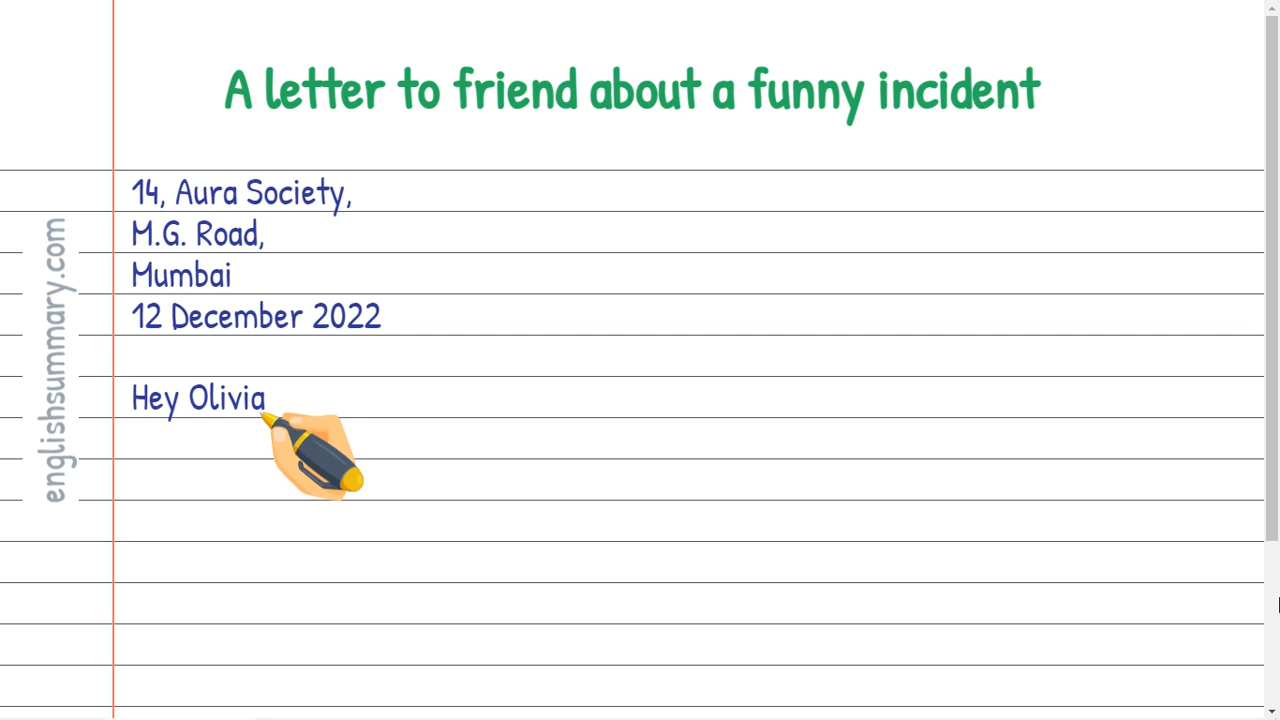 A letter to friend about a funny incident
14, Aura Society,
M.G. Road,
Mumbai
12 December 2022
Hey Olivia
englishsummary.com